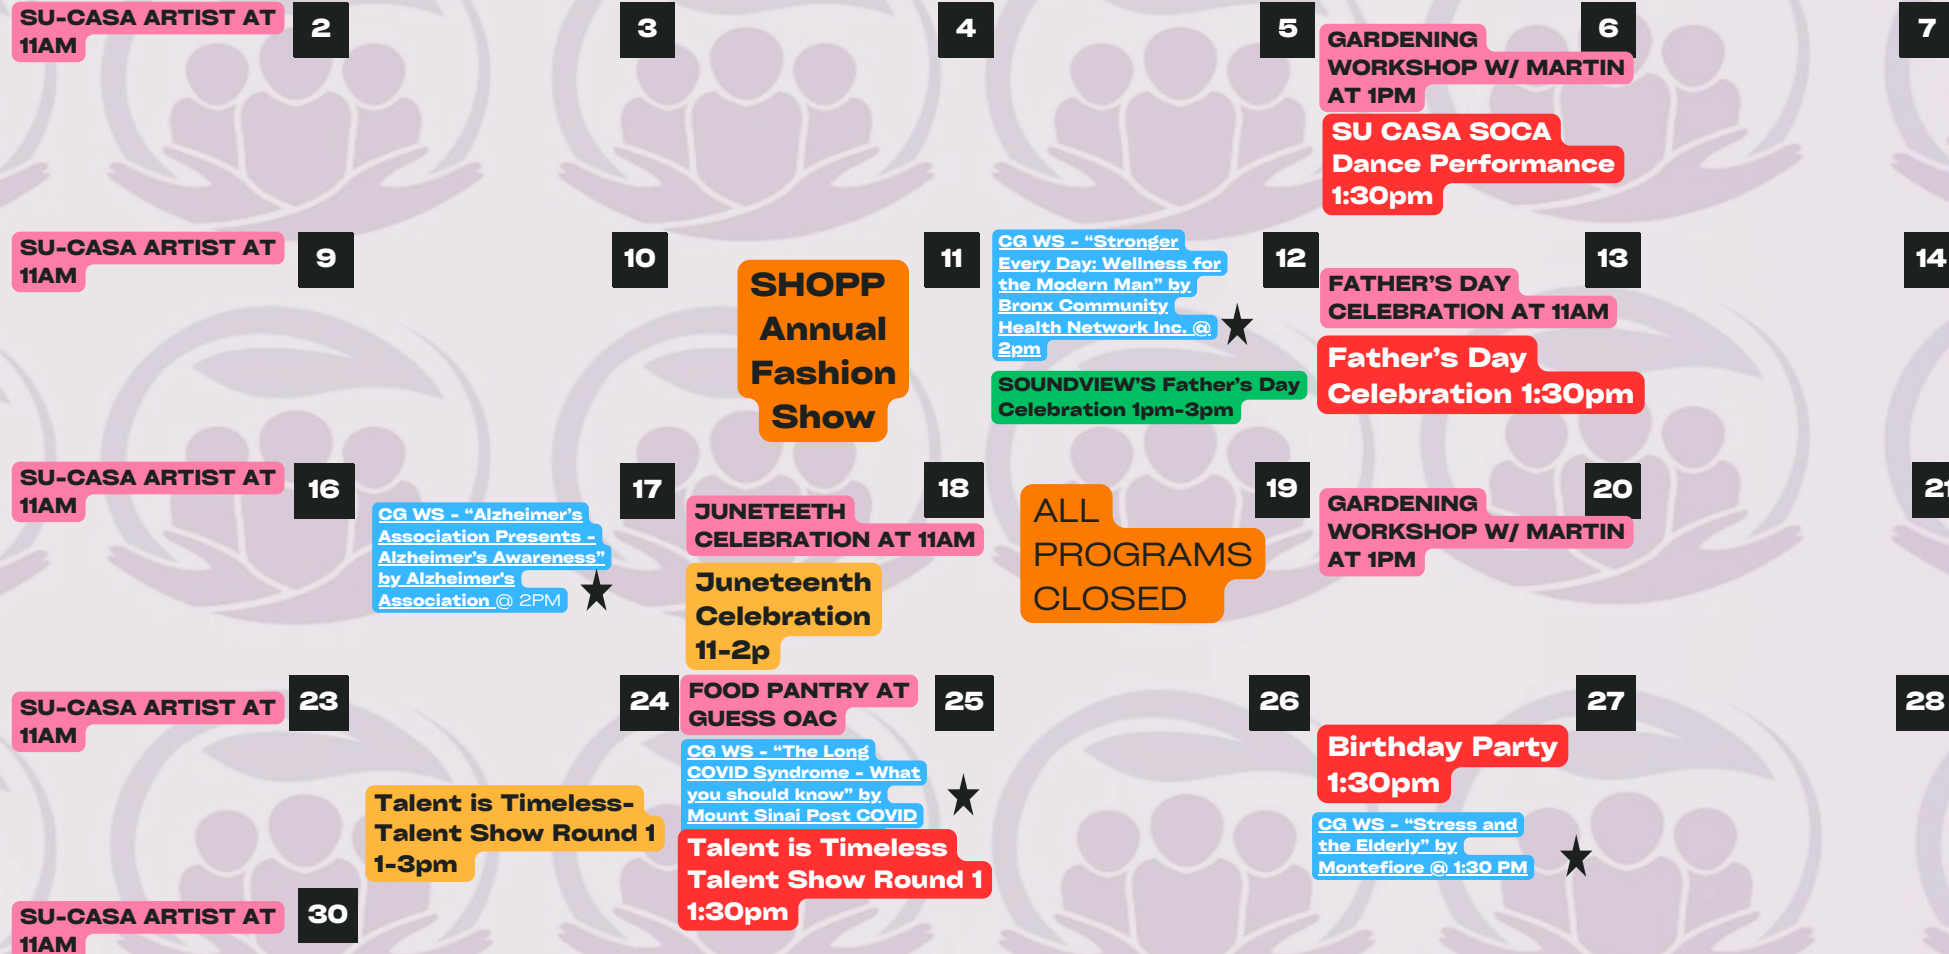 SU-CASA ARTIST AT
11AM
2
3
4
5
GARDENING
WORKSHOP W/ MARTIN
AT 1PM
6
SU CASA SOCA
Dance Performance
1:30pm
7
SU-CASA ARTIST AT
11AM
9
10
SHOPP
Annual
Fashion
Show
11
CG WS - “Stronger
Every Day: Wellness for
the Modern Man” by
Bronx Community
Health Network Inc. @
2pm
12
SOUNDVIEW'S Father's Day
Celebration 1pm-3pm
13
FATHER'S DAY
CELEBRATION AT 11AM
Father's Day
Celebration 1:30pm
14
SU-CASA ARTIST AT
11AM
16
CG WS - “Alzheimer's
Association Presents -
Alzheimer's Awareness”
by Alzheimer's
Association @ 2PM
17
JUNETEETH
CELEBRATION AT 11AM
18
Juneteenth
Celebration
11-2p
ALL
PROGRAMS
CLOSED
19
GARDENING
WORKSHOP W/ MARTIN
AT 1PM
20
21
SU-CASA ARTIST AT
11AM
23
Talent is Timeless-
Talent Show Round 1
1-3pm
24
FOOD PANTRY AT
GUESS OAC
25
CG WS - “The Long
COVID Syndrome - What
you should know” by
Mount Sinai Post COVID
Talent is Timeless
Talent Show Round 1
1:30pm
26
27
Birthday Party
1:30pm
CG WS - “Stress and
the Elderly” by
Montefiore @ 1:30 PM
28
SU-CASA ARTIST AT
11AM
30